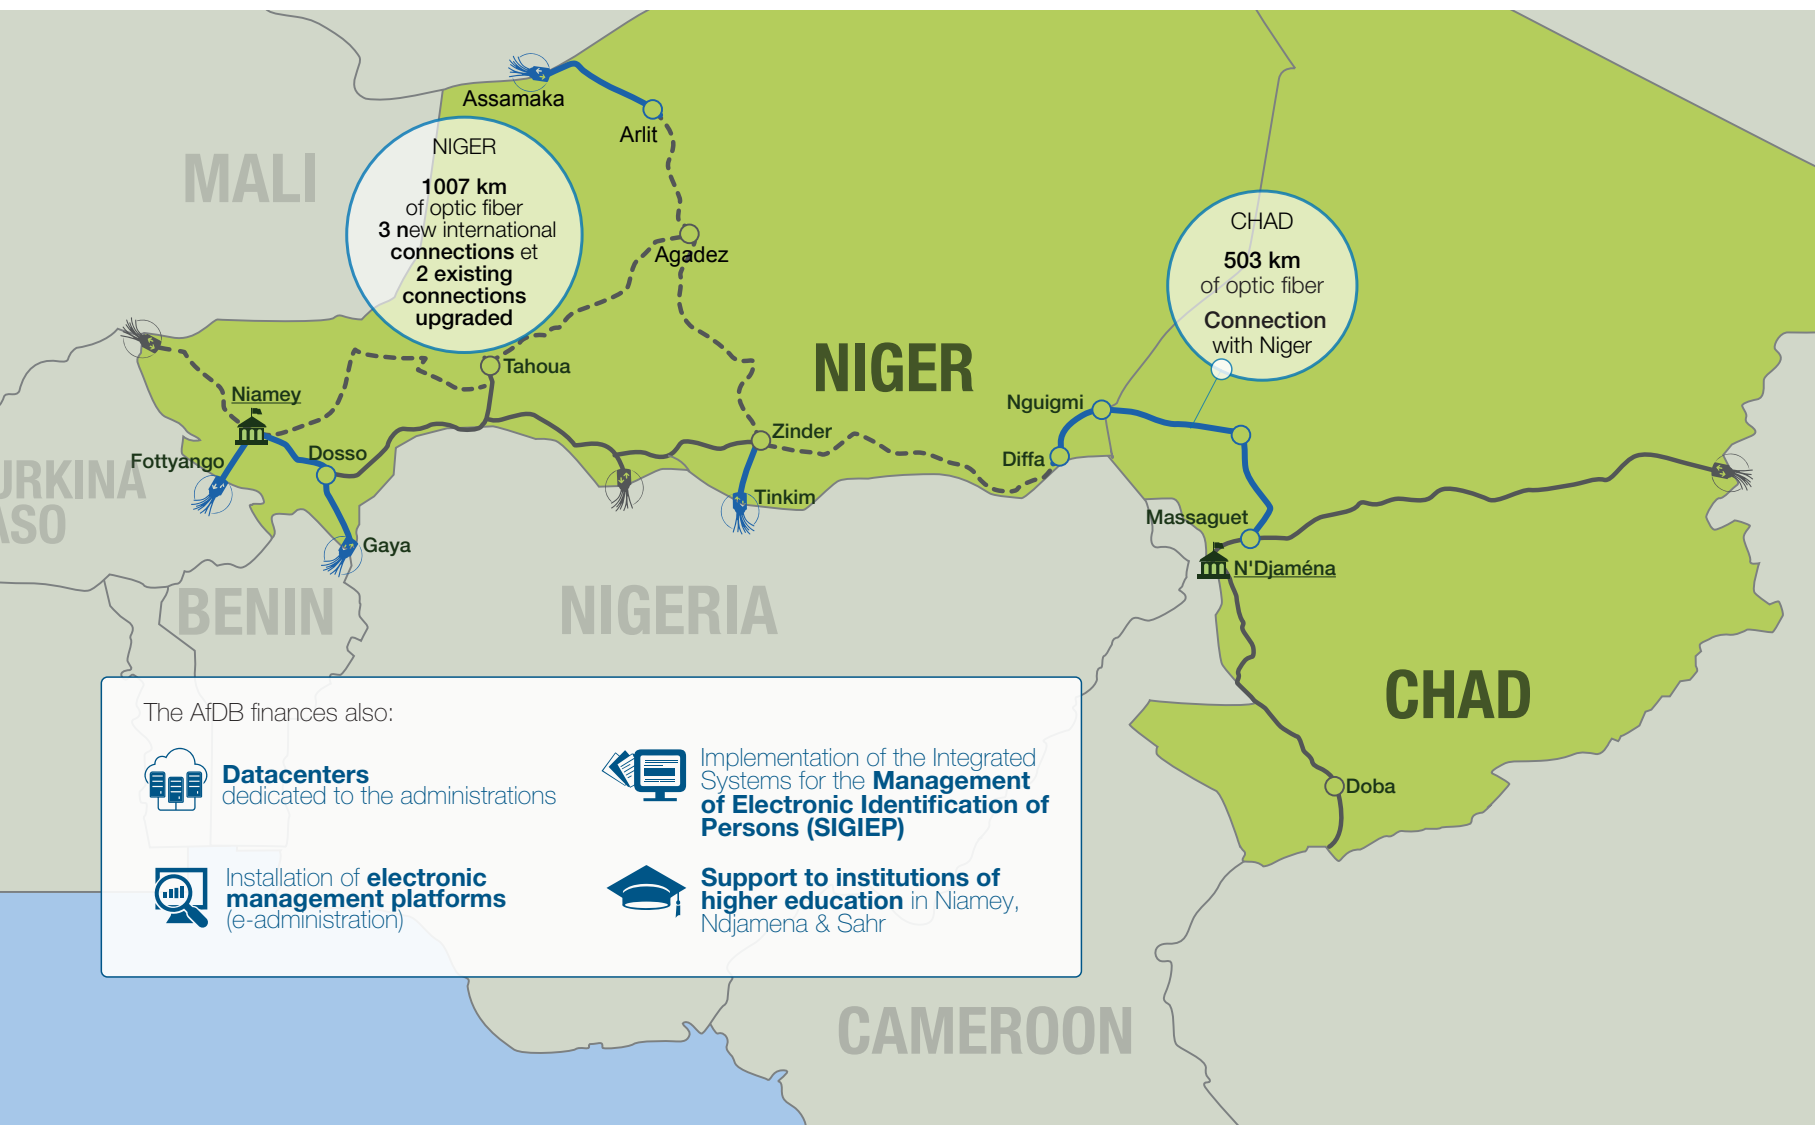 Assamaka
Arlit
MALI
NIGER
1007 km
of optic fiber
3 new international
connections et
2 existing
connections
upgraded
Agadez
CHAD
503 km
of optic fiber
Connection
with Niger
Tahoua
NIGER
Niamey
Nguigmi
Zinder
Dosso
Diffa
Fottyango
Tinkim
URKINA
ASO
Massaguet
Gaya
N'Djaména
BENIN
NIGERIA
CHAD
Doba
The AfDB finances also:
Datacenters
dedicated to the administrations
Implementation of the Integrated
Systems for the Management
of Electronic Identification of
Persons (SIGIEP)
Installation of electronic
management platforms
(e-administration)
Support to institutions of
higher education in Niamey,
Ndjamena & Sahr
CAMEROON